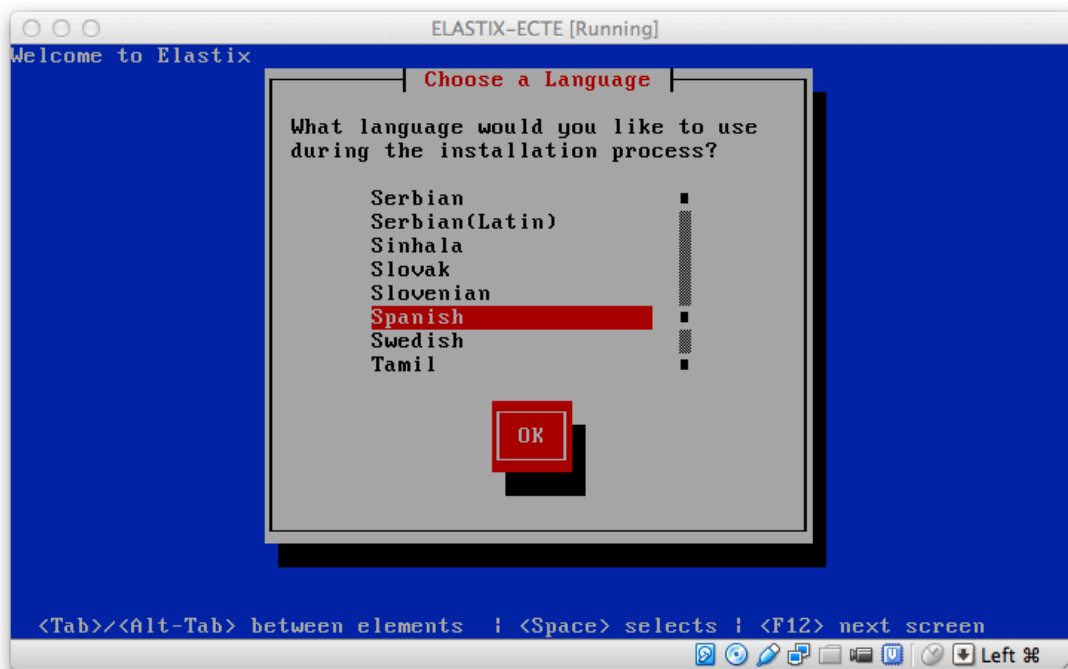 ELASTIX-ECTE [Running]
Welcome to Elastix
Choose a Language
What language would you like to use
during the installation process?
Serbian
Serbian(Latin)
Sinhala
Slovak
Slovenian
Spanish
Swedish
Tamil
OK
<Tab>/<Alt-Tab> between elements  ¦ <Space> selects ¦ <F12> next screen
Left ⌘